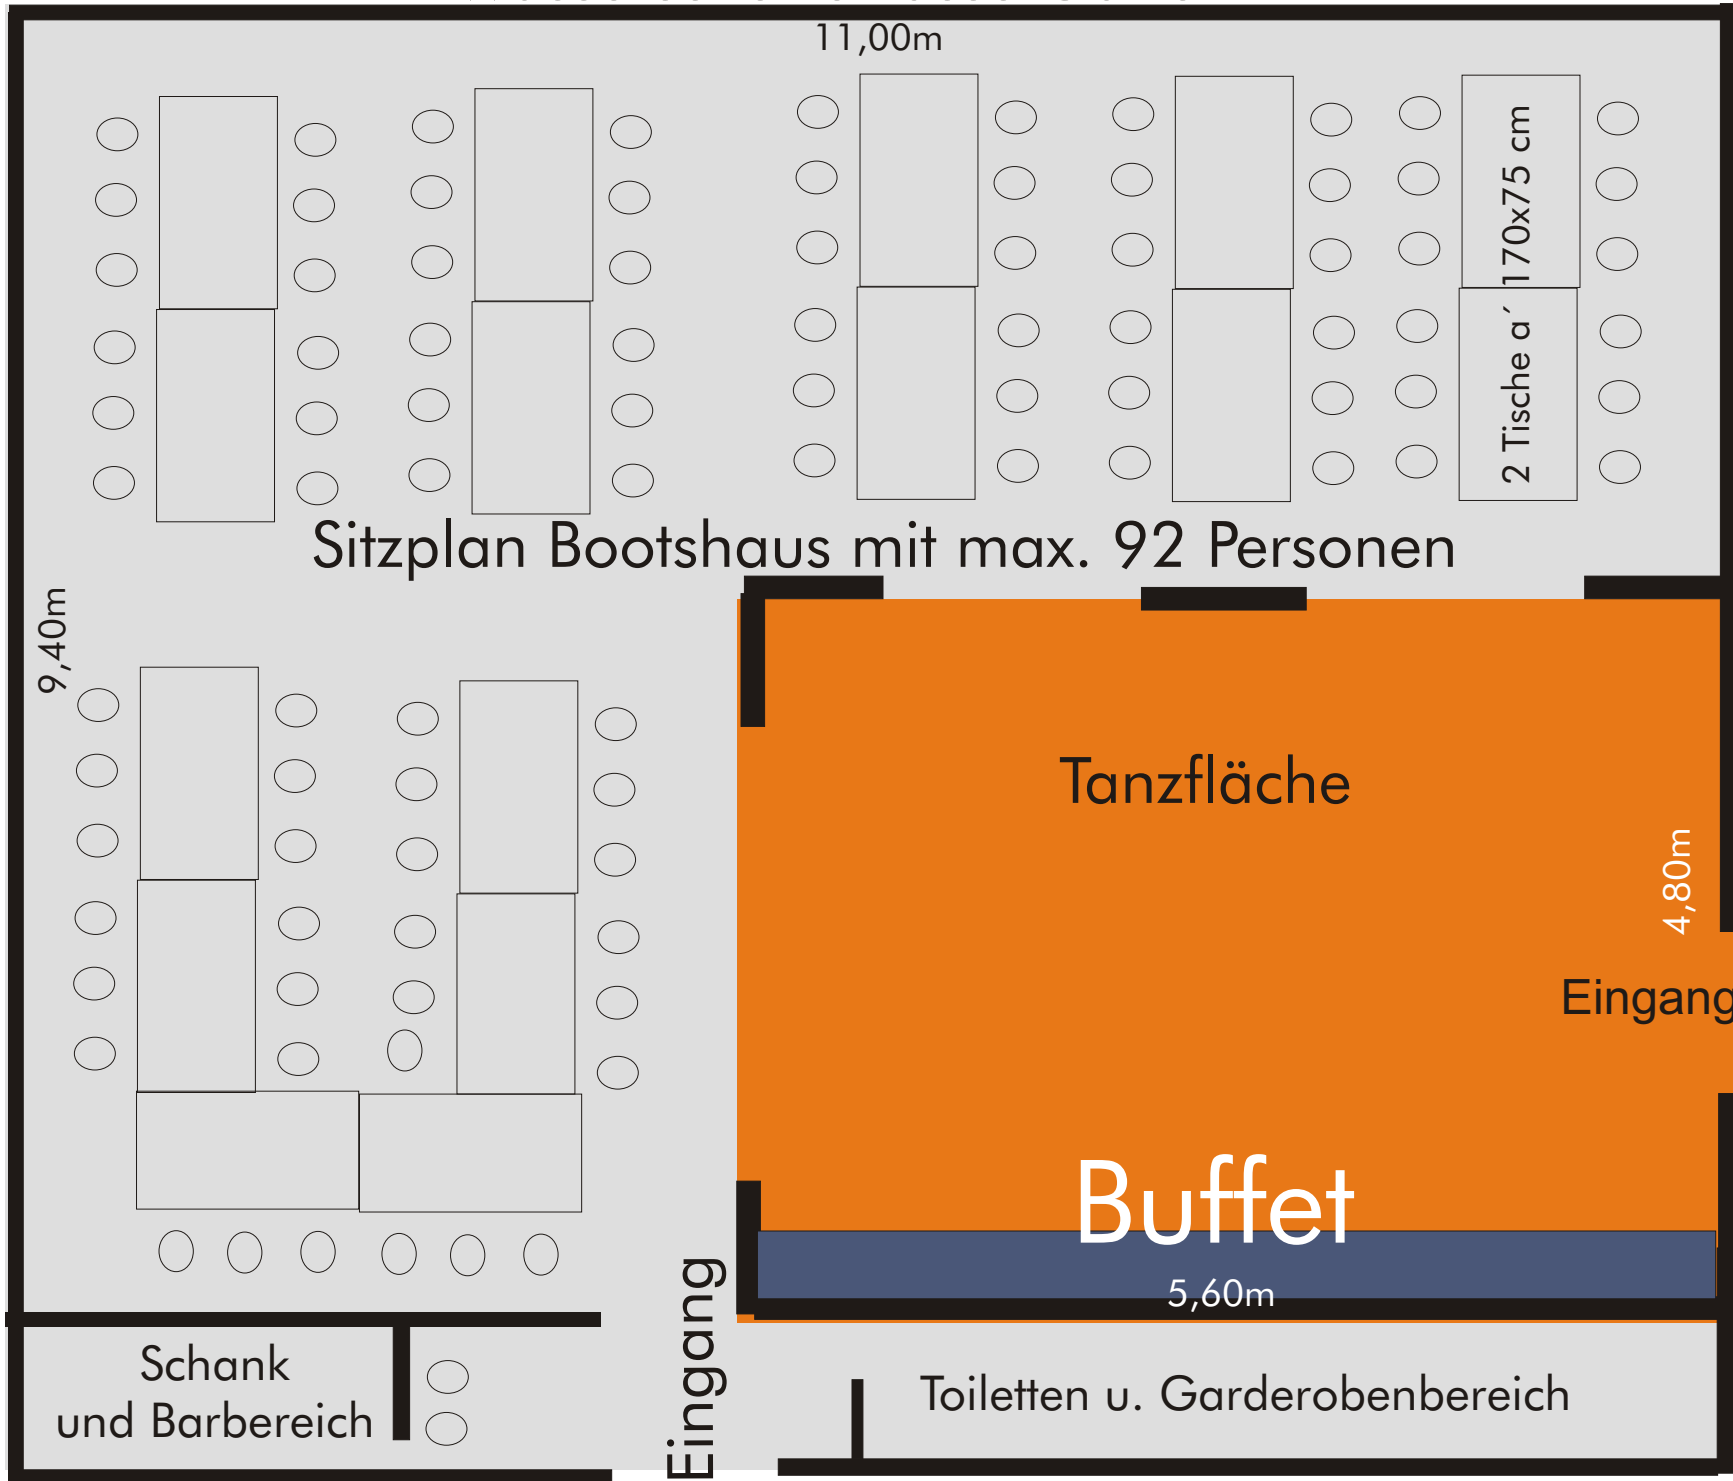 11,00m
2 Tische a´ 170x75 cm
Sitzplan Bootshaus mit max. 92 Personen
9,40m
Tanzfläche
4,80m
Eingang
Buffet
5,60m
Eingang
Schank
und Barbereich
Toiletten u. Garderobenbereich